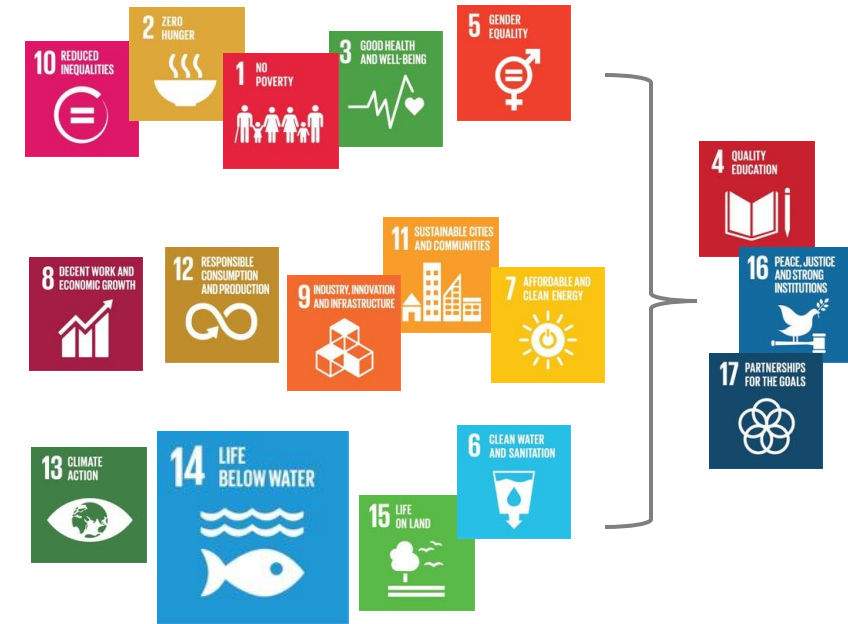 10 REDUCED
INEQUALITIES
2 ZERO
HUNGER
1 NO
POVERTY
3 GOOD HEALTH
AND WELL-BEING
5 GENDER
EQUALITY
8 DECENT WORK AND
ECONOMIC GROWTH
12 RESPONSIBLE
CONSUMPTION
AND PRODUCTION
9 INDUSTRY, INNOVATION
AND INFRASTRUCTURE
11 SUSTAINABLE CITIES
AND COMMUNITIES
7 AFFORDABLE AND
CLEAN ENERGY
13 CLIMATE
ACTION
14 LIFE
BELOW WATER
15 LIFE
ON LAND
6 CLEAN WATER
AND SANITATION
4 QUALITY
EDUCATION
16 PEACE, JUSTICE
AND STRONG
INSTITUTIONS
17 PARTNERSHIPS
FOR THE GOALS